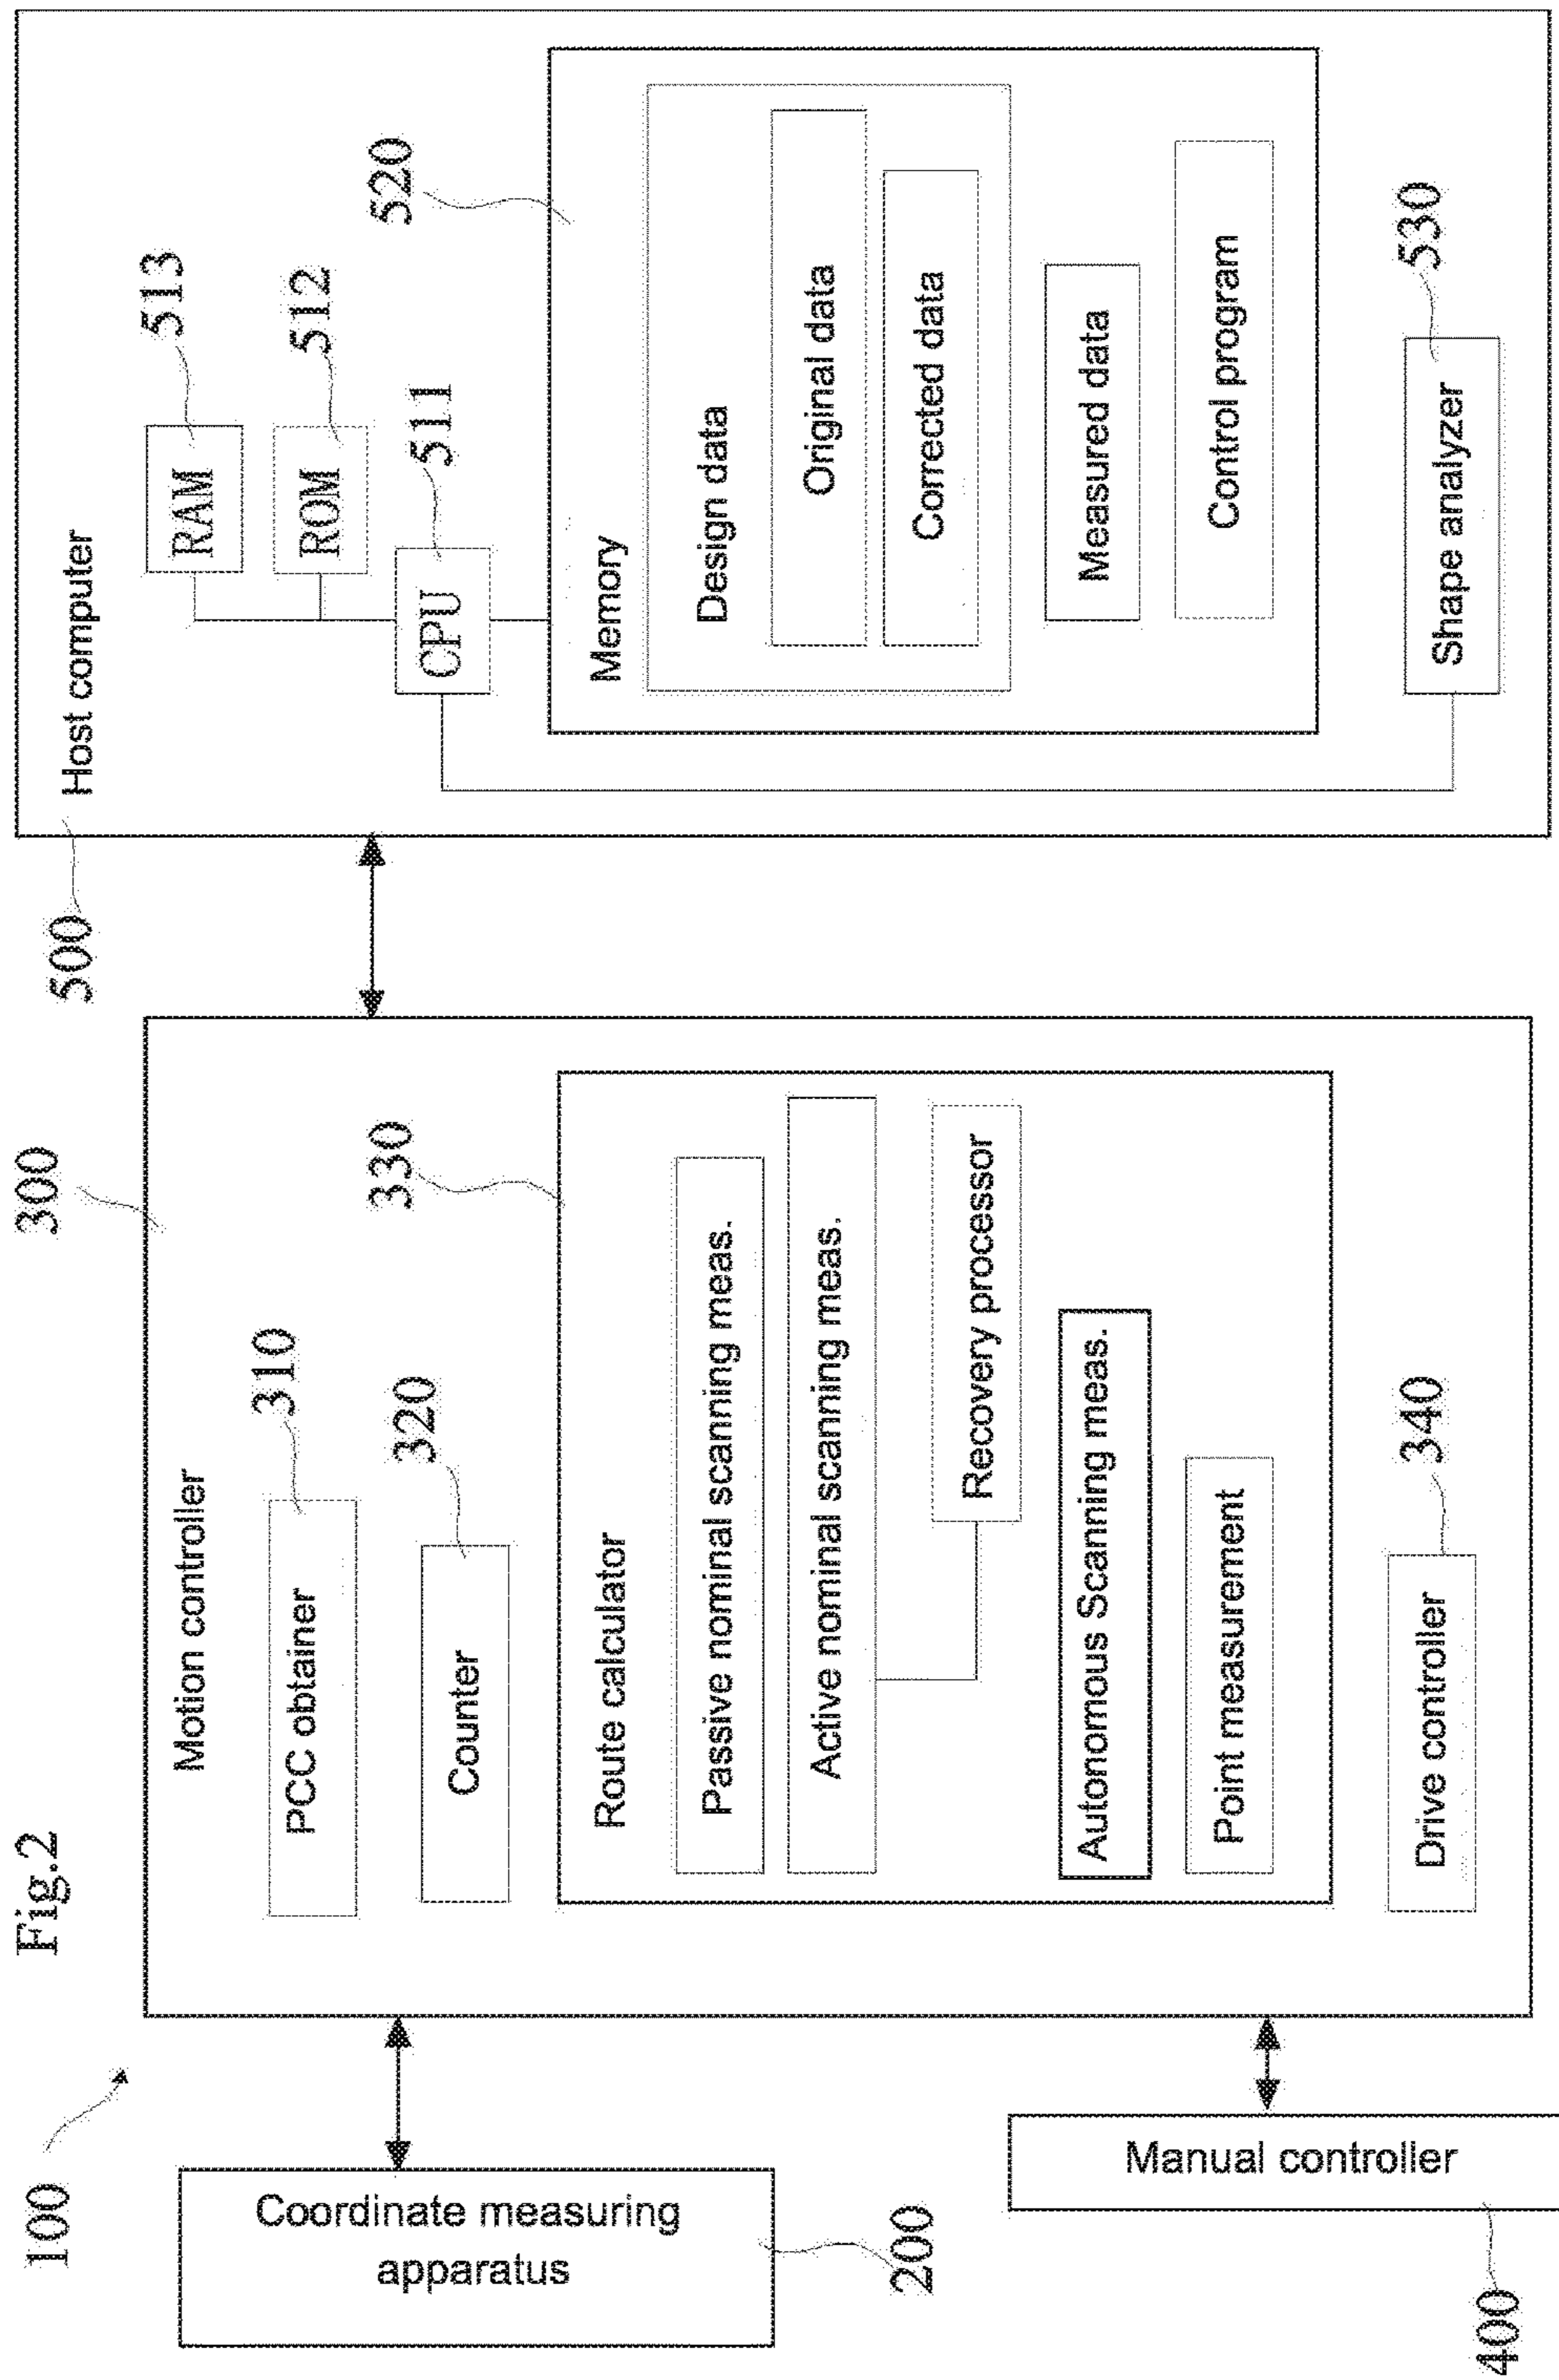 Fig.2
100
Coordinate measuring
apparatus
200
Manual controller
400
300
Motion controller
PCC obtainer
310
Counter
320
330
Route calculator
Passive nominal scanning meas.
Active nominal scanning meas.
Recovery processor
Autonomous Scanning meas.
Point measurement
Drive controller
340
500
Host computer
RAM
513
ROM
512
CPU
511
520
Memory
Design data
Original data
Corrected data
Measured data
Control program
Shape analyzer
530